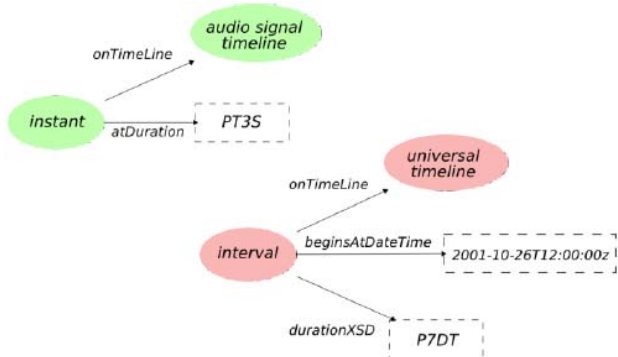 audio signal
timeline
onTimeLine
instant
atDuration
PT3S
universal
timeline
onTimeLine
interval
beginsAtDateTime
2001-10-26T12:00:00z
durationXSD
P7DT